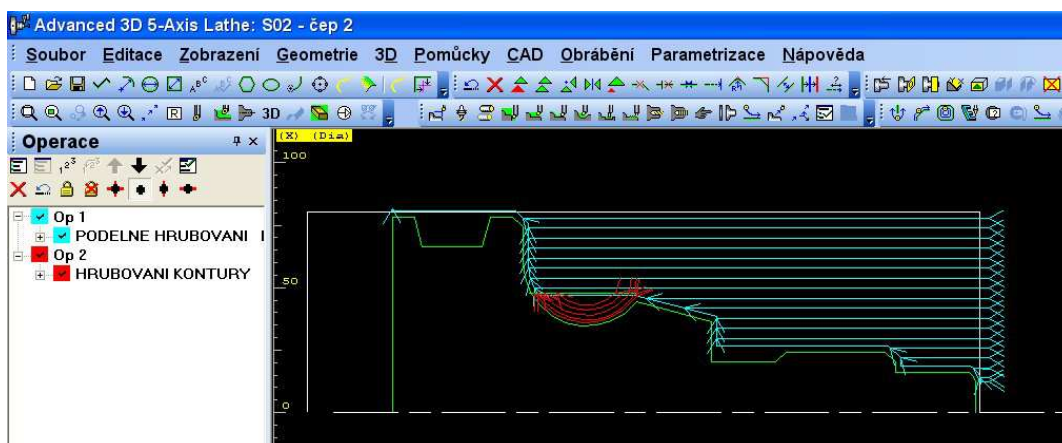 Advanced 3D 5-Axis Lathe: S02 - čep 2
Soubor Editace Zobrazení Geometrie 3D Pomůcky CAD Obrábění Parametrizace Nápověda
3D
Operace
(X) (Dia)
100
Op 1
PODELNE HRUBOVANI
Op 2
HRUBOVANI KONTURY
50
0